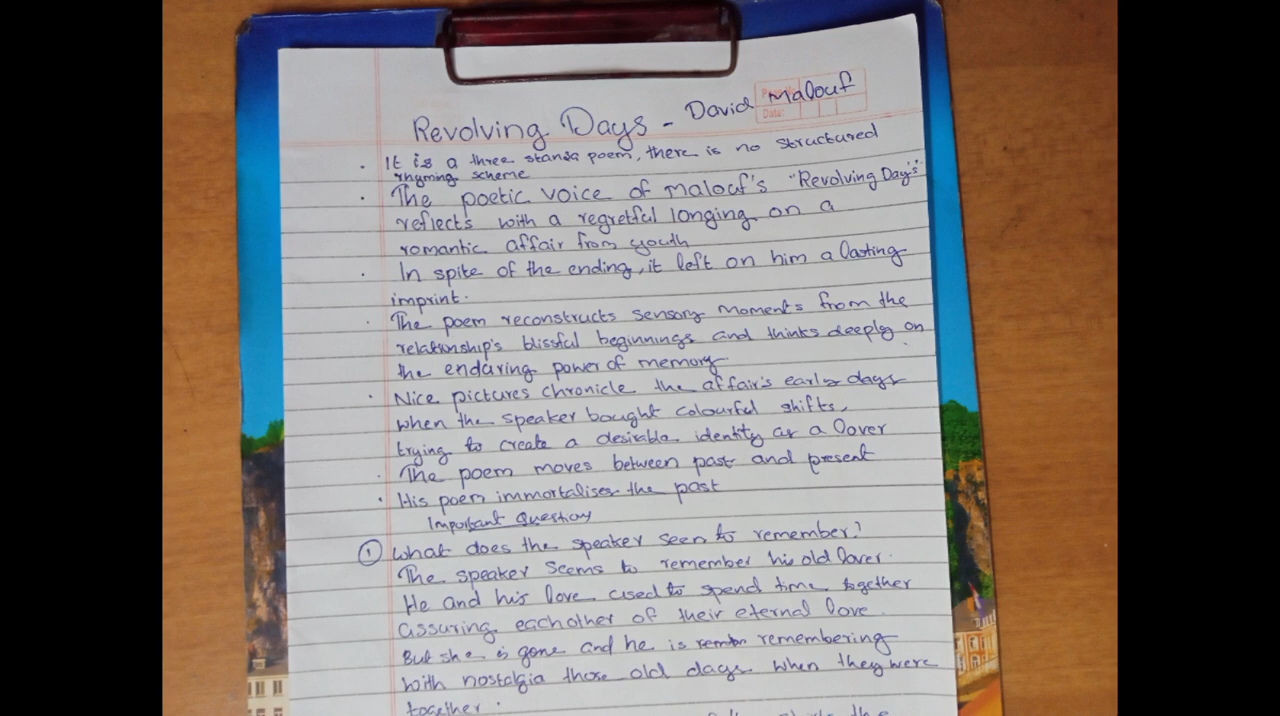 Revolving Days - David Malouf
Date:
. It is a three stanza poem, there is no structured
rhyming scheme
. The poetic voice of Malouf's "Revolving Day's"
reflects with a regretful longing on a
romantic affair from youth
. In spite of the ending, it left on him a lasting
imprint.
. The poem reconstructs sensory moments from the
relationship's blissful beginnings and thinks deeply on
the enduring power of memory
. Nice pictures chronicle the affair's early days
when the speaker bought colourful shifts,
trying to create a desirable identity as a lover
. The poem moves between past and present
. His poem immortalises the past
Important Question
① What does the speaker seen to remember?
The speaker seems to remember his old lover.
He and his love used to spend time together
assuring eachother of their eternal love.
But she is gone and he is remembering
with nostalgia those old days when they were
together.
the